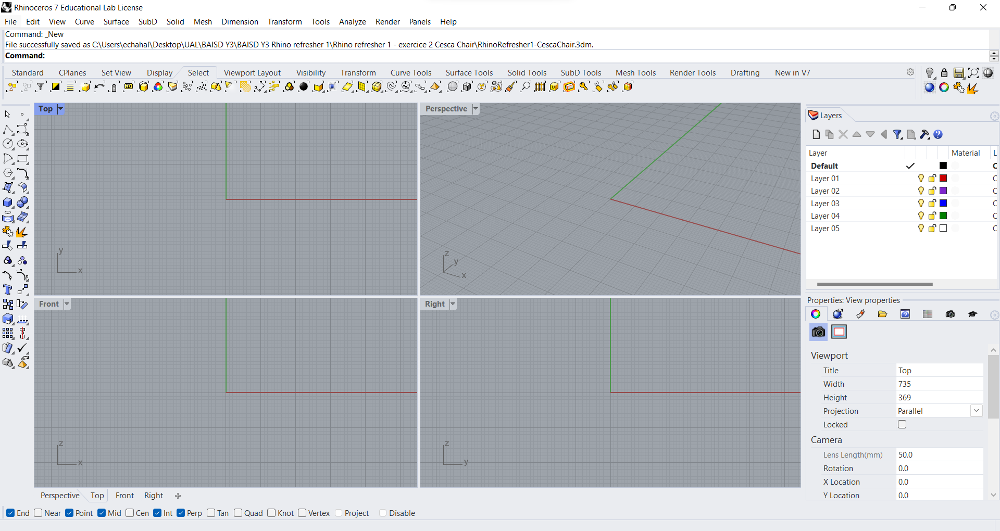 Rhinoceros 7 Educational Lab License
File Edit View Curve Surface SubD Solid Mesh Dimension Transform Tools Analyze Render Panels Help
Command: _New
File successfully saved as C:\Users\echahal\Desktop\UAL\BAISD Y3\BAISD Y3 Rhino refresher 1\Rhino refresher 1 - exercice 2 Cesca Chair\RhinoRefresher1-CescaChair.3dm.
Command:
Standard CPlanes Set View Display Select Viewport Layout Visibility Transform Curve Tools Surface Tools Solid Tools SubD Tools Mesh Tools Render Tools Drafting New in V7
Top
y
x
Perspective
z
y
x
Front
z
x
Right
z
y
Perspective Top Front Right
End Near Point Mid Cen Int Perp Tan Quad Knot Vertex Project Disable
Layers
Layer Material L
Default C
Layer 01 C
Layer 02 C
Layer 03 C
Layer 04 C
Layer 05 C
Properties: View properties
Viewport
Title Top
Width 735
Height 369
Projection Parallel
Locked
Camera
Lens Length(mm) 50.0
Rotation 0.0
X Location 0.0
Y Location 0.0